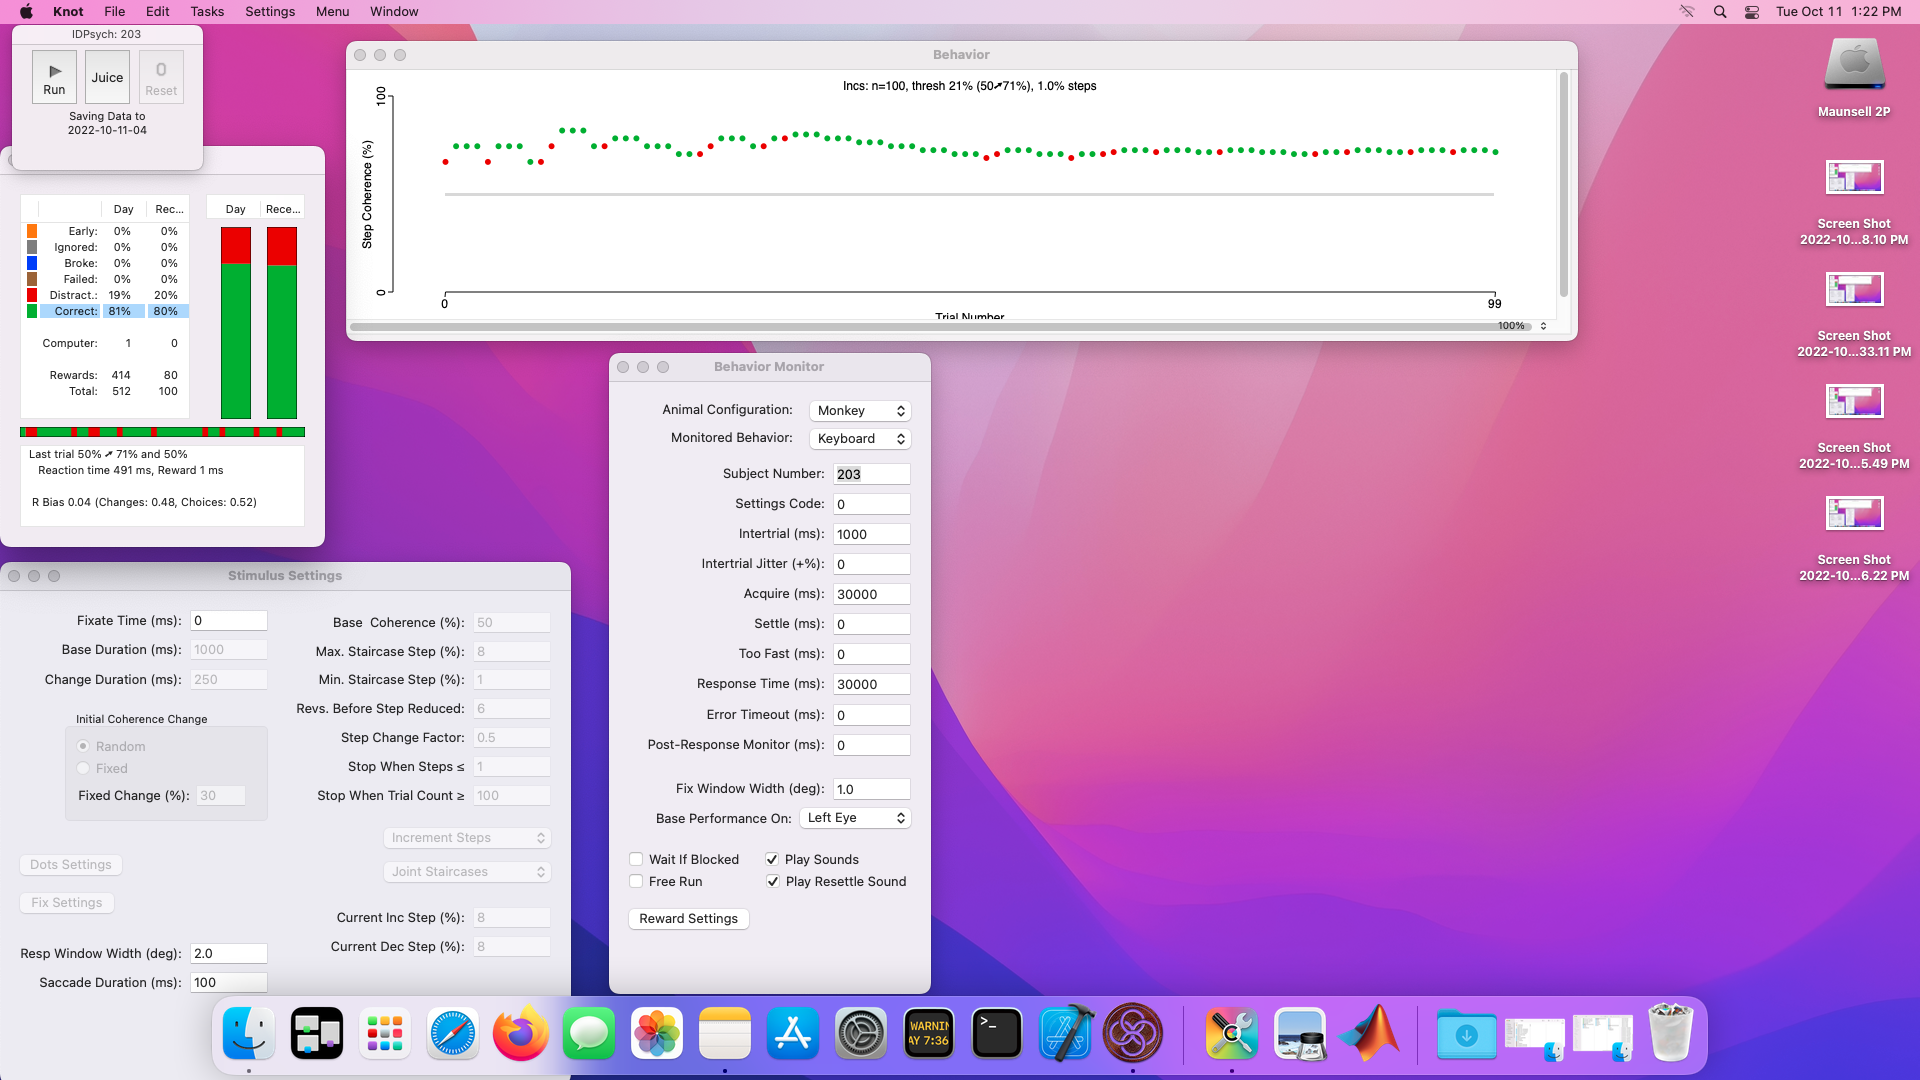 Knot File Edit Tasks Settings Menu Window Tue Oct 11 1:22 PM
IDPsych: 203
Run
Juice
0
Reset
Saving Data to
2022-10-11-04
Day Rec...
Early: 0% 0%
Ignored: 0% 0%
Broke: 0% 0%
Failed: 0% 0%
Distract.: 19% 20%
Correct: 81% 80%
Computer: 1 0
Rewards: 414 80
Total: 512 100
Day Rece...
Last trial 50% ➚ 71% and 50%
Reaction time 491 ms, Reward 1 ms
R Bias 0.04 (Changes: 0.48, Choices: 0.52)
Behavior
Incs: n=100, thresh 21% (50➚71%), 1.0% steps
100
Step Coherence (%)
0
0 99
Trial Number
100%
Behavior Monitor
Animal Configuration: Monkey
Monitored Behavior: Keyboard
Subject Number: 203
Settings Code: 0
Intertrial (ms): 1000
Intertrial Jitter (+%): 0
Acquire (ms): 30000
Settle (ms): 0
Too Fast (ms): 0
Response Time (ms): 30000
Error Timeout (ms): 0
Post-Response Monitor (ms): 0
Fix Window Width (deg): 1.0
Base Performance On: Left Eye
Wait If Blocked Play Sounds
Free Run Play Resettle Sound
Reward Settings
Stimulus Settings
Fixate Time (ms): 0
Base Duration (ms): 1000
Change Duration (ms): 250
Initial Coherence Change
Random
Fixed
Fixed Change (%): 30
Dots Settings
Fix Settings
Resp Window Width (deg): 2.0
Saccade Duration (ms): 100
Base Coherence (%): 50
Max. Staircase Step (%): 8
Min. Staircase Step (%): 1
Revs. Before Step Reduced: 6
Step Change Factor: 0.5
Stop When Steps ≤ 1
Stop When Trial Count ≥ 100
Increment Steps
Joint Staircases
Current Inc Step (%): 8
Current Dec Step (%): 8
Maunsell 2P
Screen Shot
2022-10...8.10 PM
Screen Shot
2022-10...33.11 PM
Screen Shot
2022-10...5.49 PM
Screen Shot
2022-10...6.22 PM
WARNIN
AY 7:36
>_